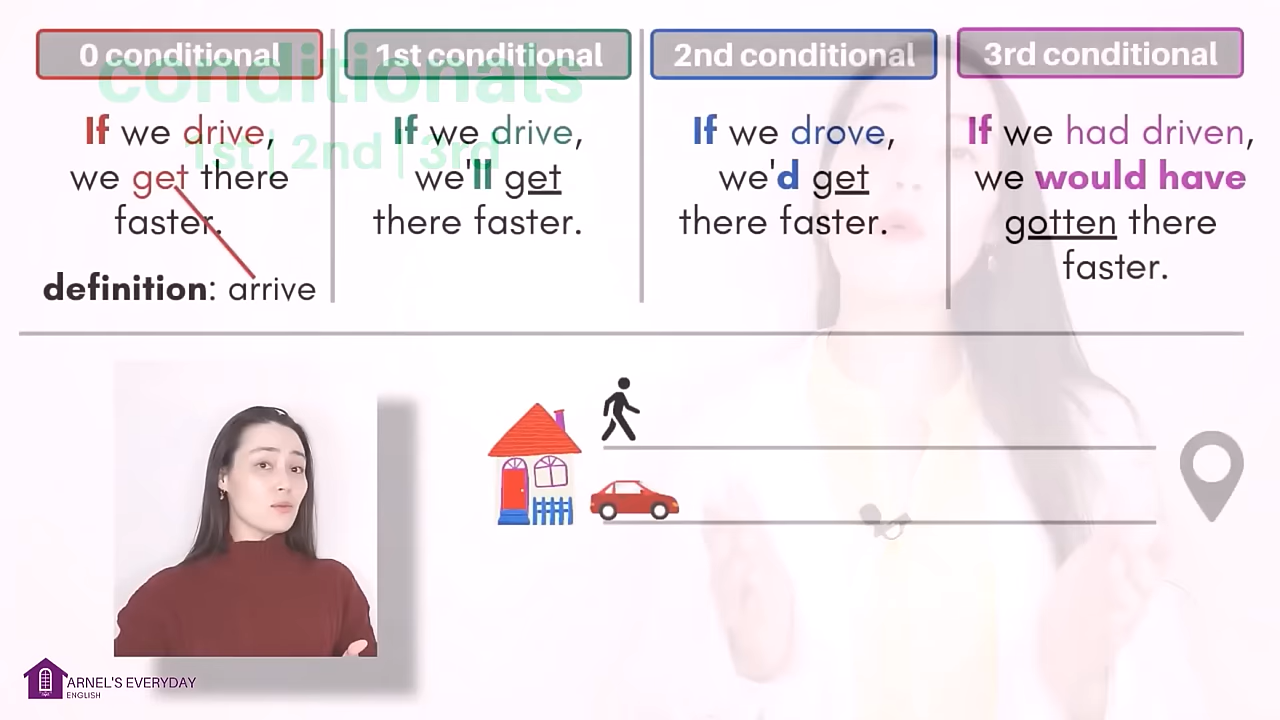 0 conditional
1st conditional
2nd conditional
3rd conditional
conditionals
1st | 2nd | 3rd
If we drive,
we get there
faster.
definition: arrive
If we drive,
we'll get
there faster.
If we drove,
we'd get
there faster.
If we had driven,
we would have
gotten there
faster.
ARNEL'S EVERYDAY
ENGLISH